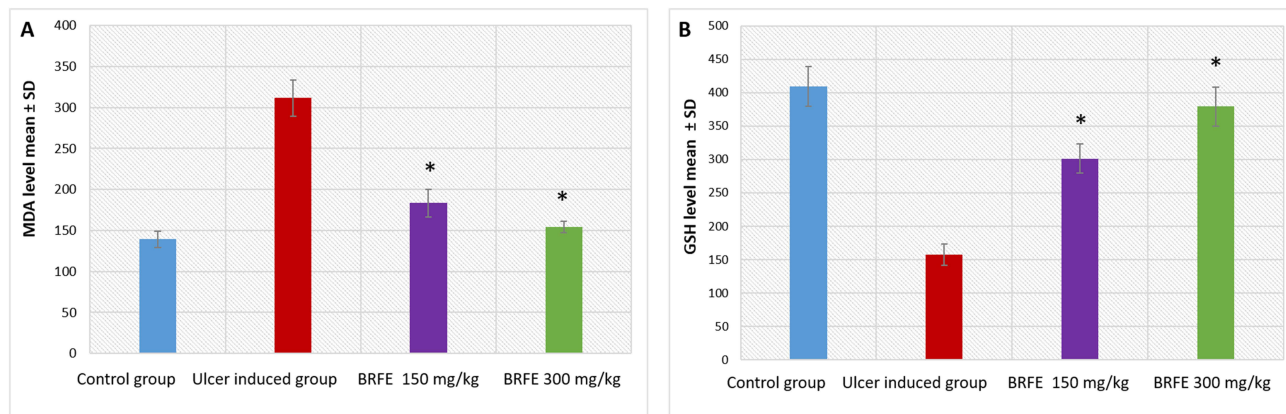 A
MDA level mean ± SD
400
350
300
250
200
150
100
50
0
*
*
Control group
Ulcer induced group
BRFE 150 mg/kg
BRFE 300 mg/kg
B
GSH level mean ± SD
500
450
400
350
300
250
200
150
100
50
0
*
*
Control group
Ulcer induced group
BRFE 150 mg/kg
BRFE 300 mg/kg